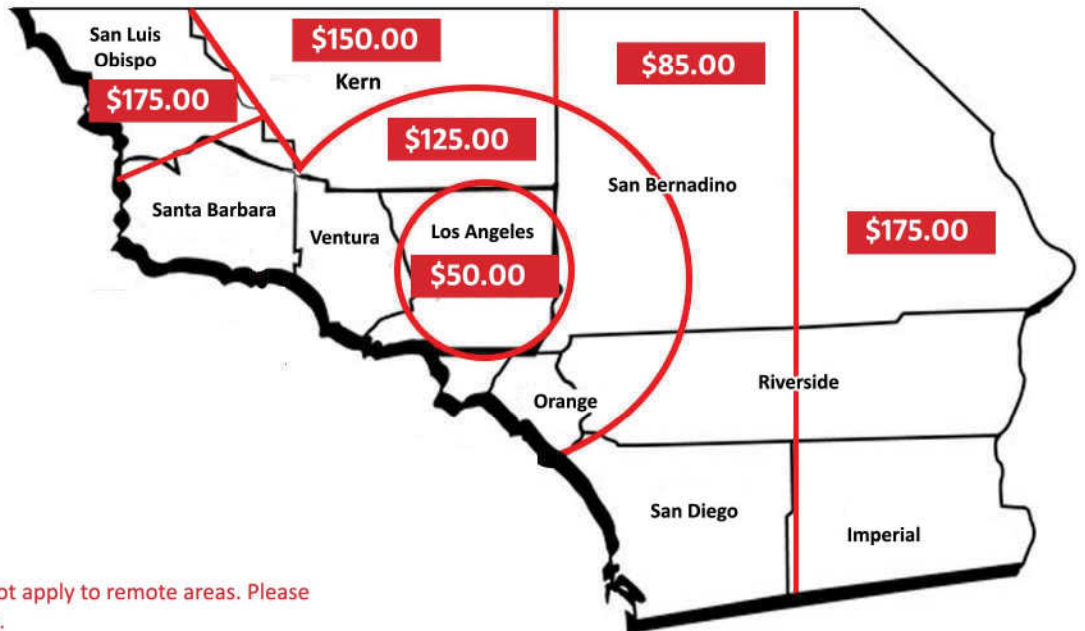 San Luis
Obispo
$175.00
$150.00
Kern
$125.00
$85.00
San Bernadino
$175.00
Santa Barbara
Ventura
Los Angeles
$50.00
Orange
Riverside
San Diego
Imperial
apply to remote areas. Please